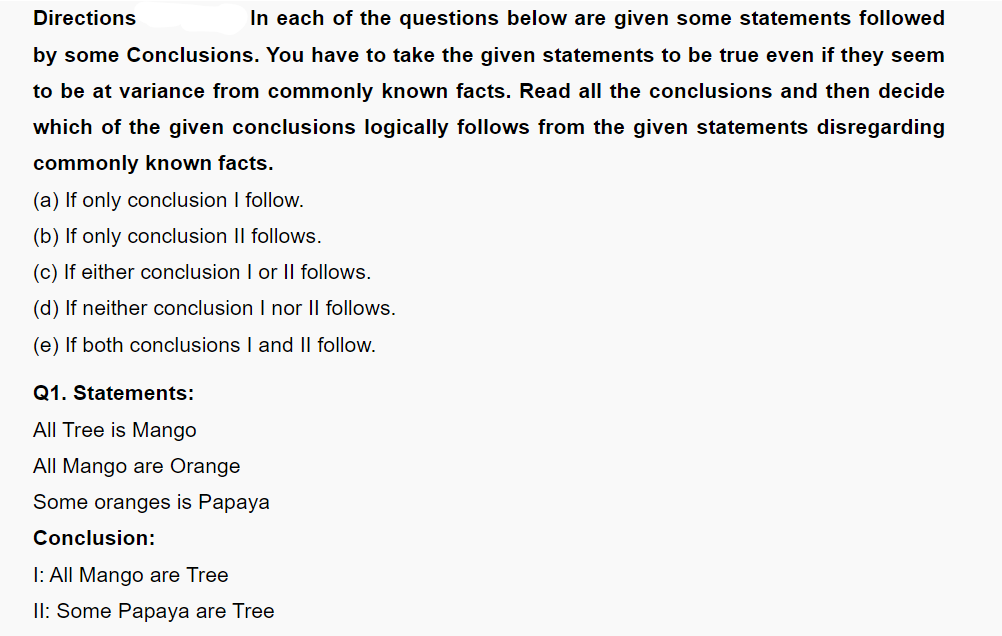 Directions In each of the questions below are given some statements followed
by some Conclusions. You have to take the given statements to be true even if they seem
to be at variance from commonly known facts. Read all the conclusions and then decide
which of the given conclusions logically follows from the given statements disregarding
commonly known facts.
(a) If only conclusion I follow.
(b) If only conclusion II follows.
(c) If either conclusion I or II follows.
(d) If neither conclusion I nor II follows.
(e) If both conclusions I and II follow.
Q1. Statements:
All Tree is Mango
All Mango are Orange
Some oranges is Papaya
Conclusion:
I: All Mango are Tree
II: Some Papaya are Tree